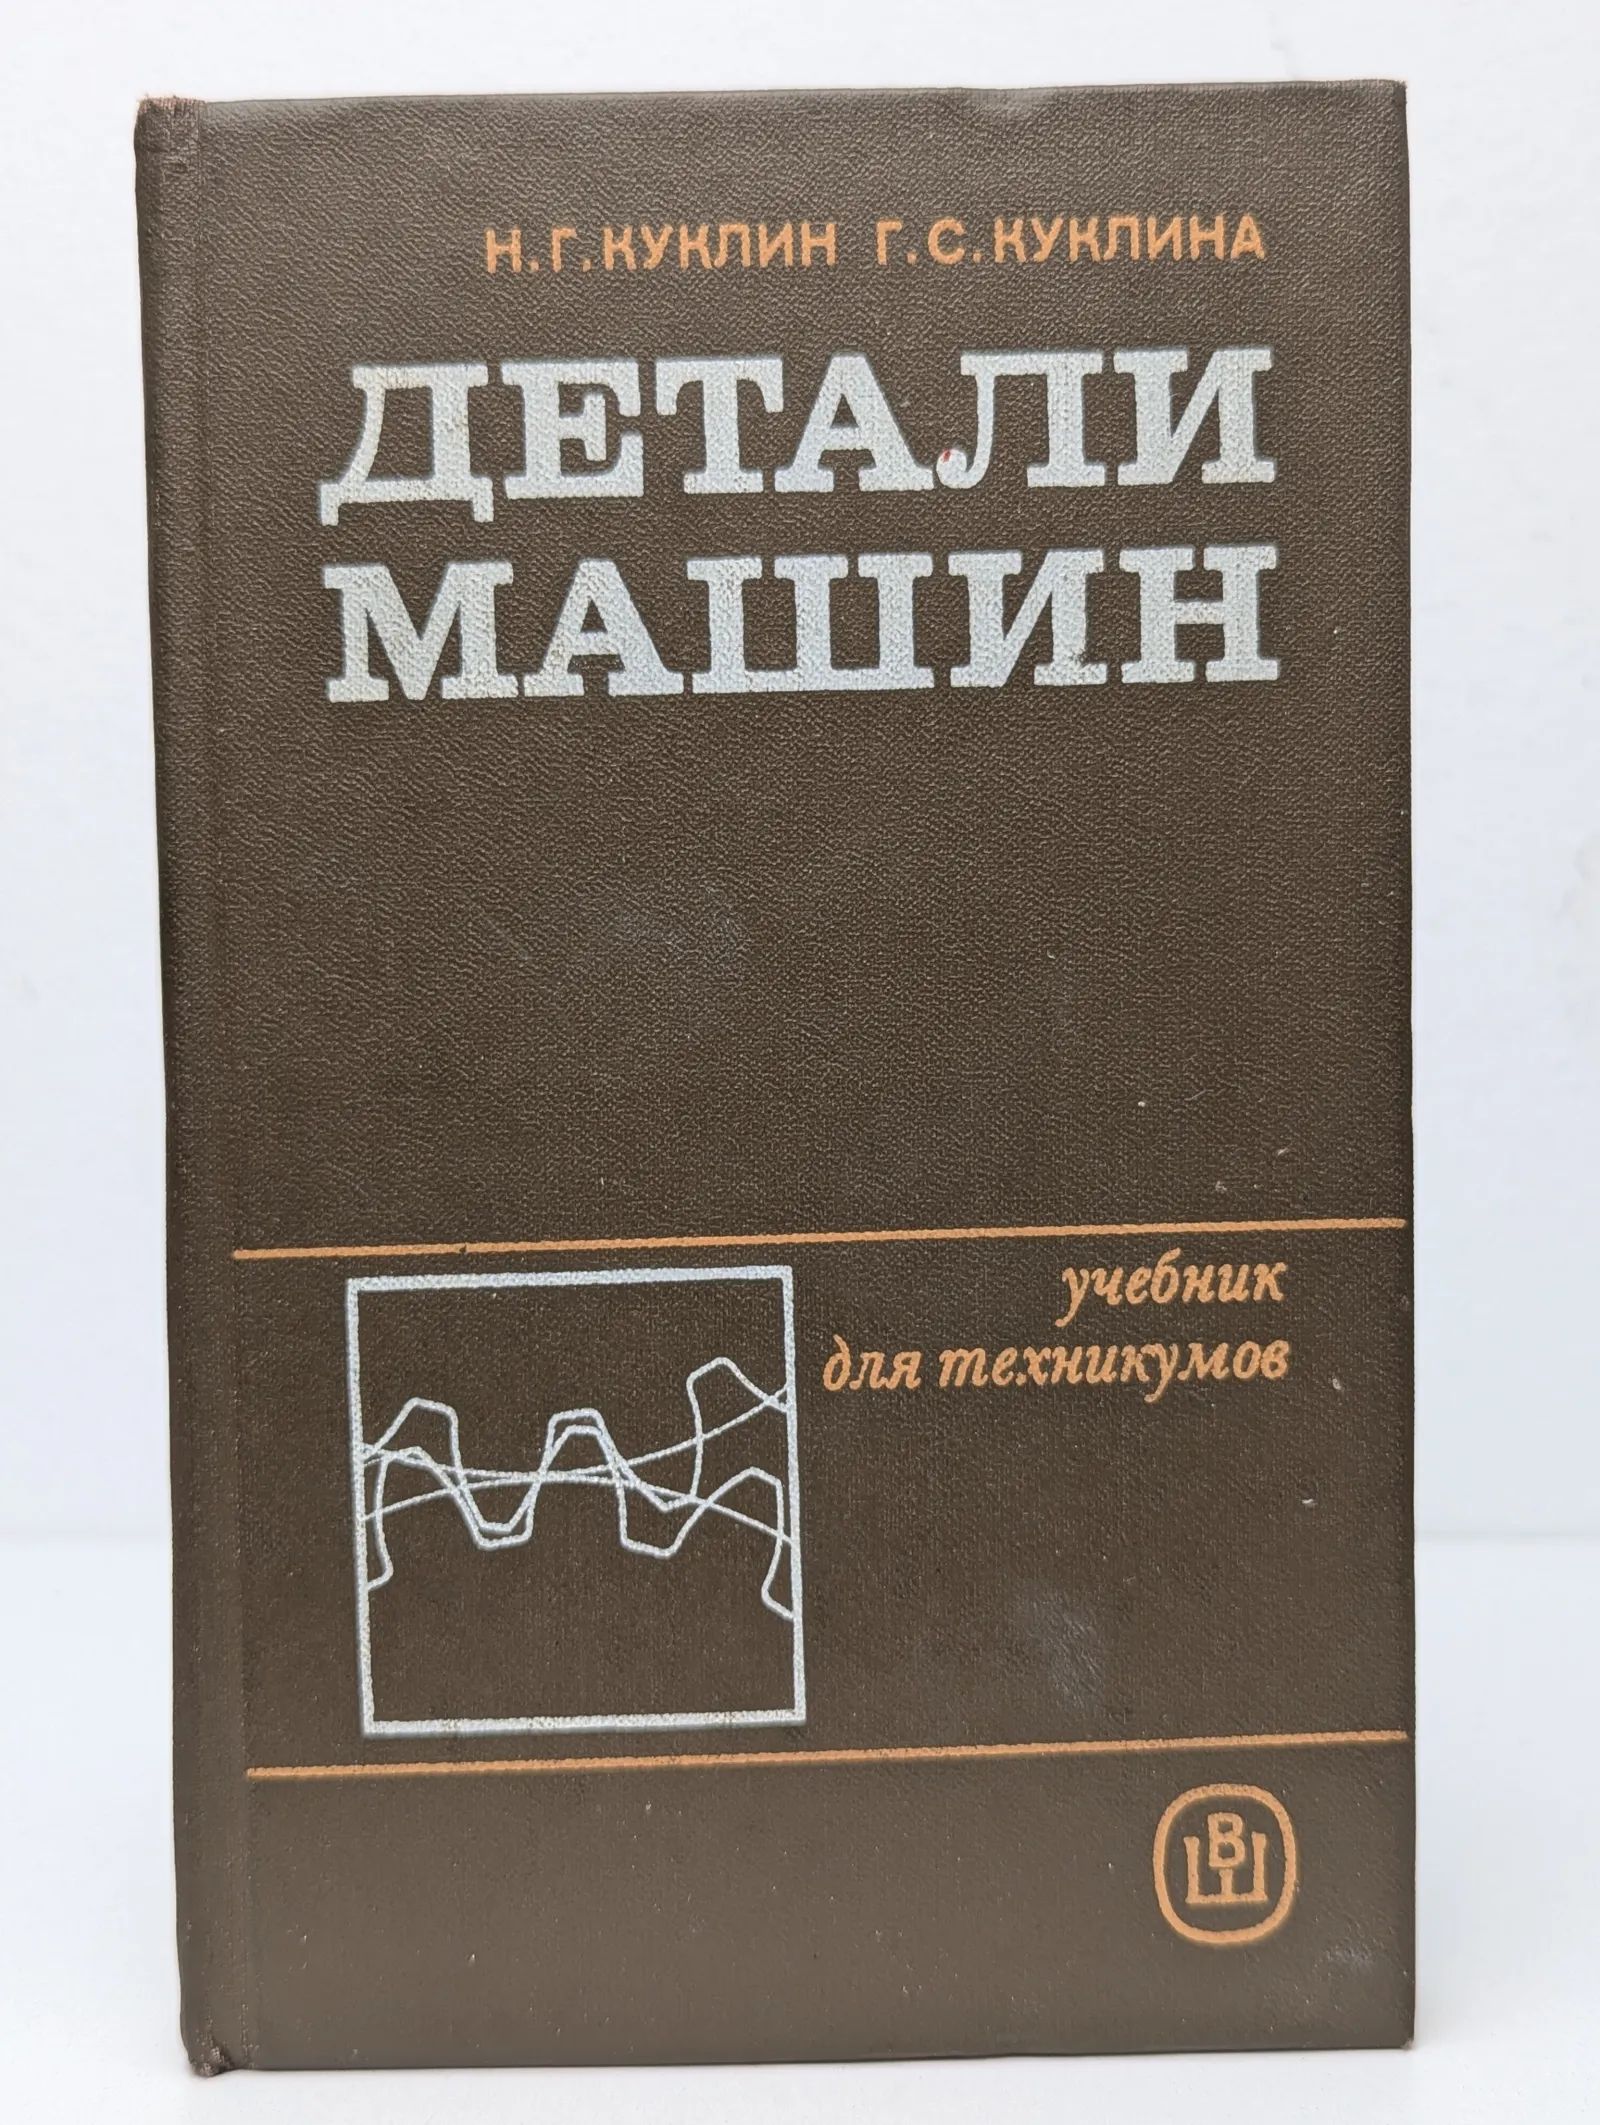 Н.Г.КУКЛИН Г.С.КУКЛИНА
ДЕТАЛИ
МАШИН
учебник
для техникумов
ВШ